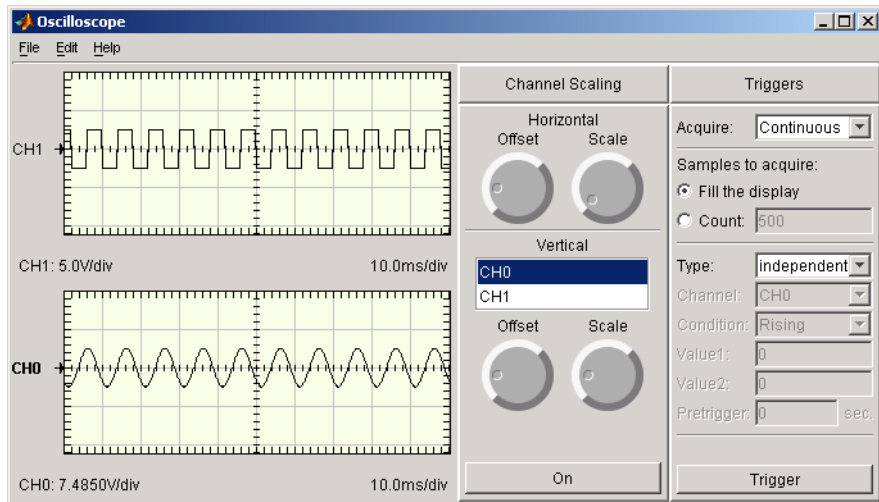 Oscilloscope
File Edit Help
CH1
CH1: 5.0V/div 10.0ms/div
CH0
CH0: 7.4850V/div 10.0ms/div
Channel Scaling
Horizontal
Offset Scale
Vertical
CH0
CH1
Offset Scale
On
Triggers
Acquire: Continuous
Samples to acquire:
Fill the display
Count: 500
Type: independent
Channel: CH0
Condition: Rising
Value1: 0
Value2: 0
Pretrigger: 0 sec.
Trigger